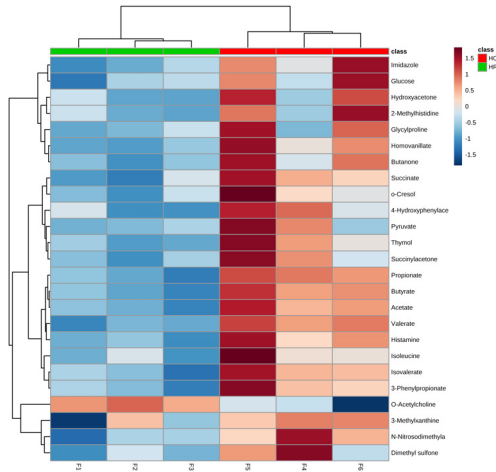 class
Imidazole
Glucose
Hydroxyacetone
2-Methylhistidine
Glycylproline
Homovanillate
Butanone
Succinate
o-Cresol
4-Hydroxyphenylace
Pyruvate
Thymol
Succinylacetone
Propionate
Butyrate
Acetate
Valerate
Histamine
Isoleucine
Isovalerate
3-Phenylpropionate
O-Acetylcholine
3-Methylxanthine
N-Nitrosodimethyla
Dimethyl sulfone
F1 F2 F3 F5 F4 F6
1.5
1
0.5
0
-0.5
-1
-1.5
class
HC
HF